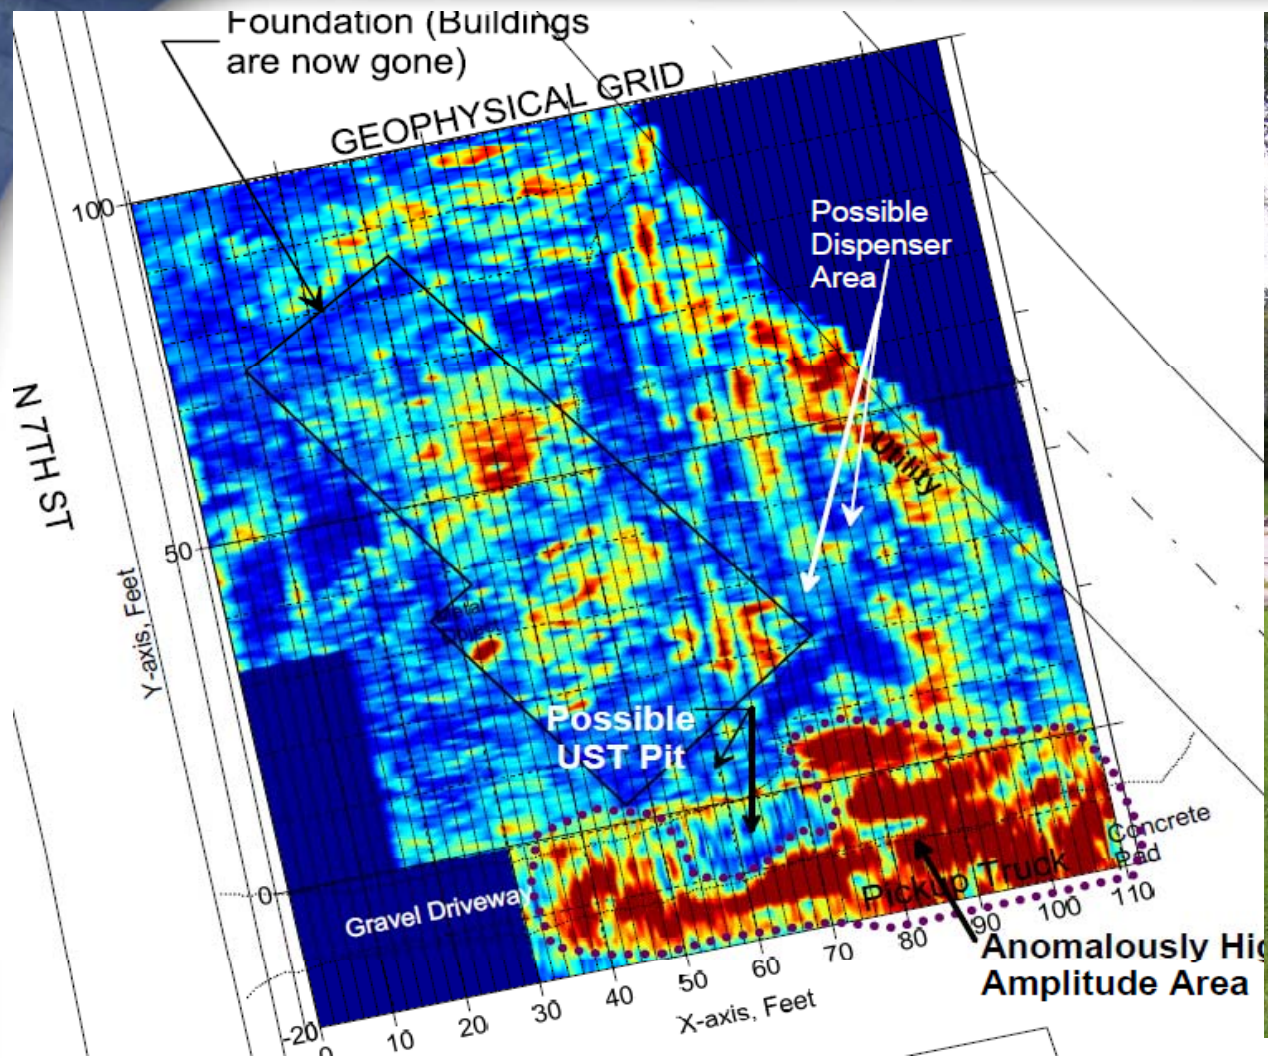 Foundation (Buildings
are now gone)
GEOPHYSICAL GRID
100
Possible
Dispenser
Area
N 7TH ST
Utility
50
Y-axis, Feet
Metal
Possible
UST Pit
0
Gravel Driveway
Concrete
Pad
Pickup Truck
-20
0
10
20
30
40
50
60
70
80
90
100
110
X-axis, Feet
Anomalously Hig
Amplitude Area